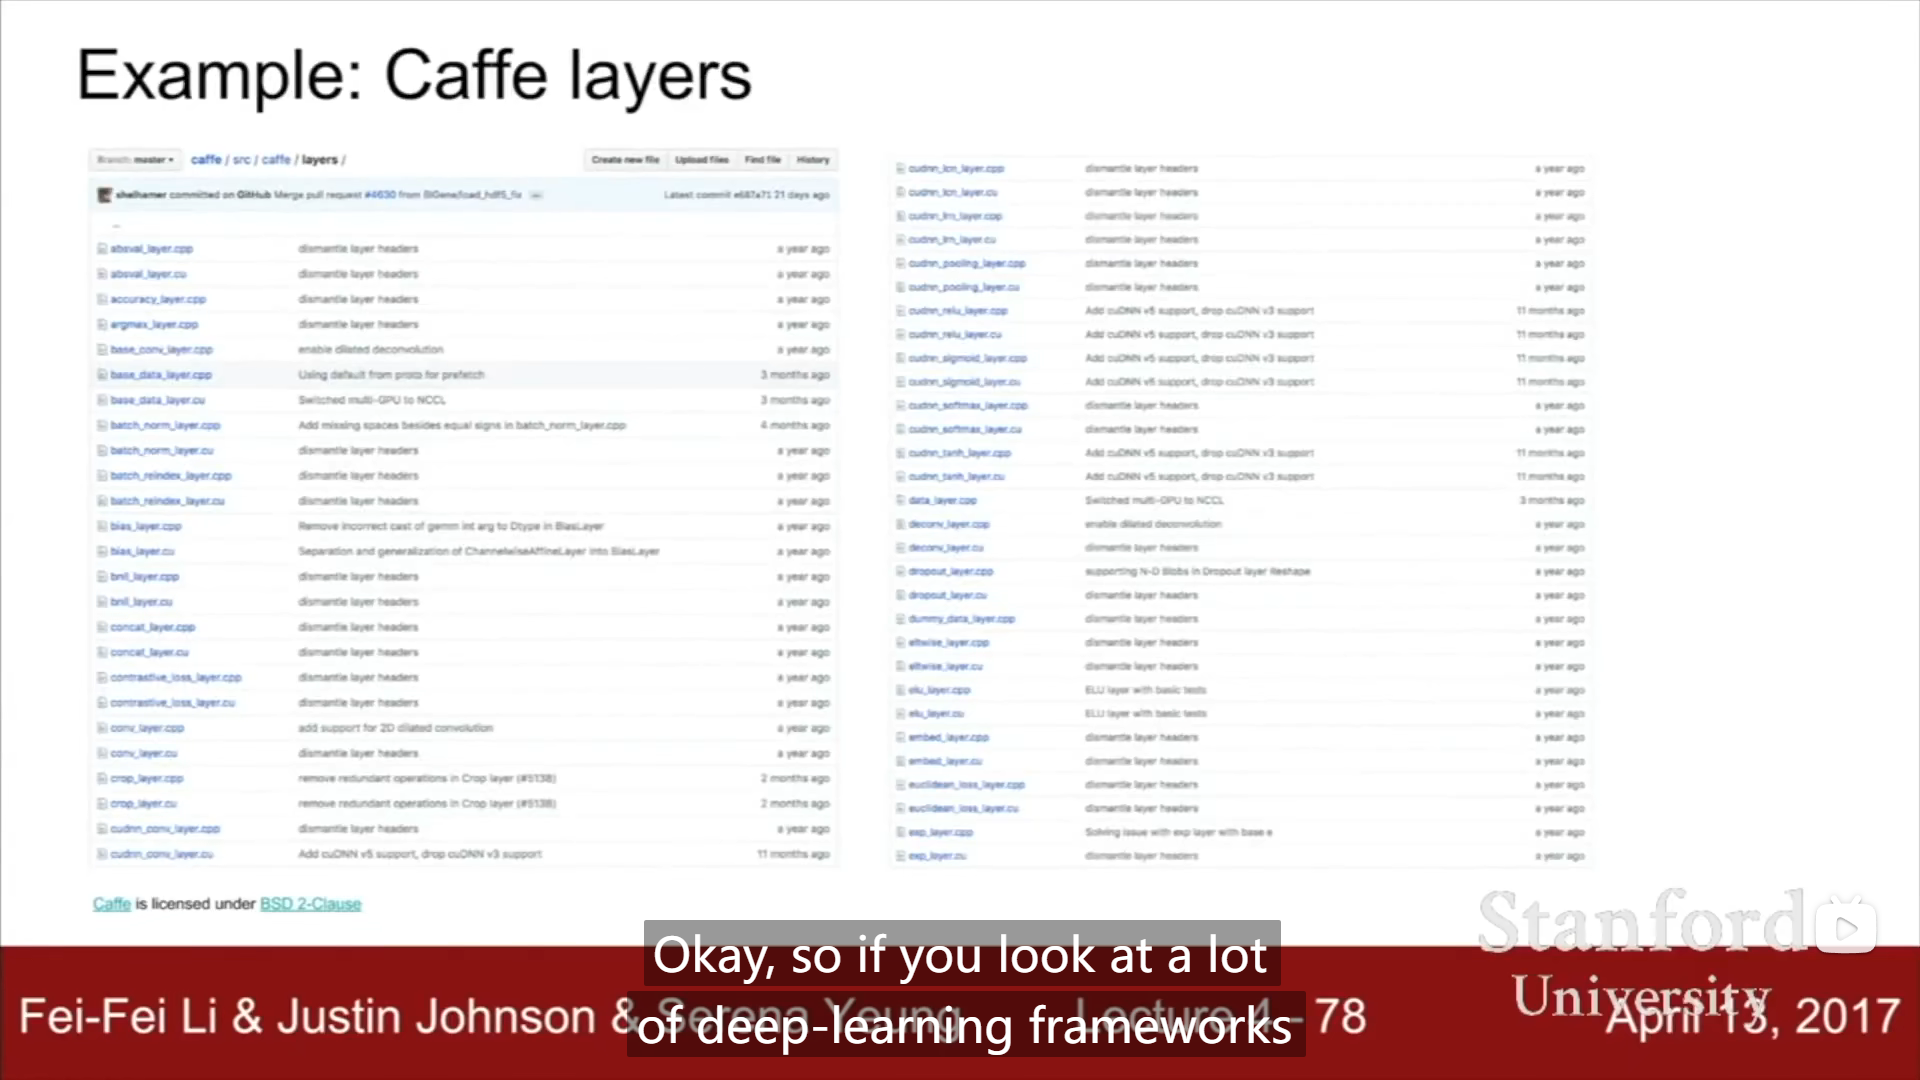 Example: Caffe layers
Branch: master
caffe / src / caffe / layers /
Create new file Upload files Find file History
shelhamer committed on GitHub Merge pull request #4630 from BIGene/load_hdf5_fix
Latest commit e687a71 21 days ago
..
absval_layer.cpp dismantle layer headers a year ago
absval_layer.cu dismantle layer headers a year ago
accuracy_layer.cpp dismantle layer headers a year ago
argmax_layer.cpp dismantle layer headers a year ago
base_conv_layer.cpp enable dilated deconvolution a year ago
base_data_layer.cpp Using default from proto for prefetch 3 months ago
base_data_layer.cu Switched multi-GPU to NCCL 3 months ago
batch_norm_layer.cpp Add missing spaces besides equal signs in batch_norm_layer.cpp 4 months ago
batch_norm_layer.cu dismantle layer headers a year ago
batch_reindex_layer.cpp dismantle layer headers a year ago
batch_reindex_layer.cu dismantle layer headers a year ago
bias_layer.cpp Remove incorrect cast of gemm int arg to Dtype in BiasLayer a year ago
bias_layer.cu Separation and generalization of ChannelwiseAffineLayer into BiasLayer a year ago
bnll_layer.cpp dismantle layer headers a year ago
bnll_layer.cu dismantle layer headers a year ago
concat_layer.cpp dismantle layer headers a year ago
concat_layer.cu dismantle layer headers a year ago
contrastive_loss_layer.cpp dismantle layer headers a year ago
contrastive_loss_layer.cu dismantle layer headers a year ago
conv_layer.cpp add support for 2D dilated convolution a year ago
conv_layer.cu dismantle layer headers a year ago
crop_layer.cpp remove redundant operations in Crop layer (#5138) 2 months ago
crop_layer.cu remove redundant operations in Crop layer (#5138) 2 months ago
cudnn_conv_layer.cpp dismantle layer headers a year ago
cudnn_conv_layer.cu Add cuDNN v5 support, drop cuDNN v3 support 11 months ago
cudnn_lcn_layer.cpp dismantle layer headers a year ago
cudnn_lcn_layer.cu dismantle layer headers a year ago
cudnn_lrn_layer.cpp dismantle layer headers a year ago
cudnn_lrn_layer.cu dismantle layer headers a year ago
cudnn_pooling_layer.cpp dismantle layer headers a year ago
cudnn_pooling_layer.cu dismantle layer headers a year ago
cudnn_relu_layer.cpp Add cuDNN v5 support, drop cuDNN v3 support 11 months ago
cudnn_relu_layer.cu Add cuDNN v5 support, drop cuDNN v3 support 11 months ago
cudnn_sigmoid_layer.cpp Add cuDNN v5 support, drop cuDNN v3 support 11 months ago
cudnn_sigmoid_layer.cu Add cuDNN v5 support, drop cuDNN v3 support 11 months ago
cudnn_softmax_layer.cpp dismantle layer headers a year ago
cudnn_softmax_layer.cu dismantle layer headers a year ago
cudnn_tanh_layer.cpp Add cuDNN v5 support, drop cuDNN v3 support 11 months ago
cudnn_tanh_layer.cu Add cuDNN v5 support, drop cuDNN v3 support 11 months ago
data_layer.cpp Switched multi-GPU to NCCL 3 months ago
deconv_layer.cpp enable dilated deconvolution a year ago
deconv_layer.cu dismantle layer headers a year ago
dropout_layer.cpp supporting N-D Blobs in Dropout layer Reshape a year ago
dropout_layer.cu dismantle layer headers a year ago
dummy_data_layer.cpp dismantle layer headers a year ago
eltwise_layer.cpp dismantle layer headers a year ago
eltwise_layer.cu dismantle layer headers a year ago
elu_layer.cpp ELU layer with basic tests a year ago
elu_layer.cu ELU layer with basic tests a year ago
embed_layer.cpp dismantle layer headers a year ago
embed_layer.cu dismantle layer headers a year ago
euclidean_loss_layer.cpp dismantle layer headers a year ago
euclidean_loss_layer.cu dismantle layer headers a year ago
exp_layer.cpp Solving issue with exp layer with base e a year ago
exp_layer.cu dismantle layer headers a year ago
Caffe is licensed under BSD 2-Clause
Okay, so if you look at a lot
of deep-learning frameworks
Fei-Fei Li & Justin Johnson & Serena Yeung
Lecture 4 - 78
April 13, 2017
Stanford
University